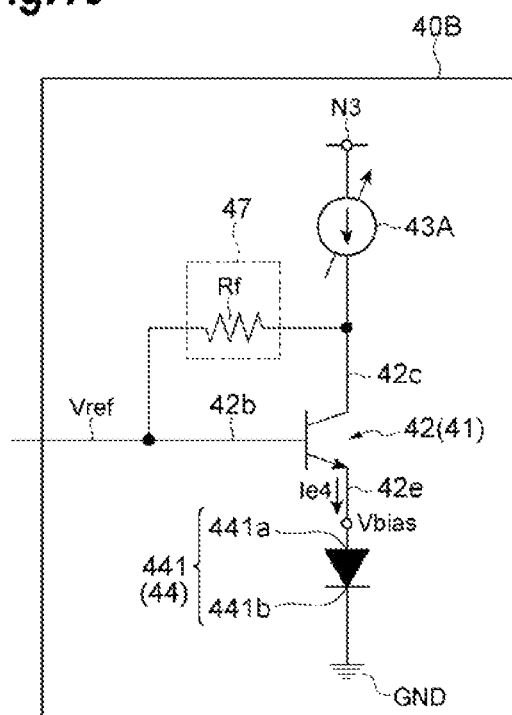 40B
N3
47
43A
Rf
42c
Vref
42b
42(41)
Ie4
42e
Vbias
441a
441
(44)
441b
GND